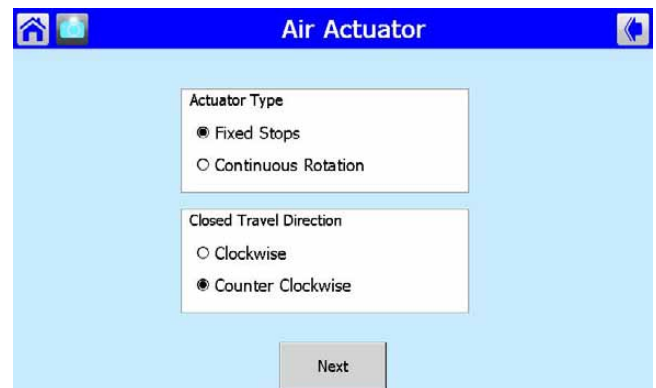 Air Actuator
Actuator Type
Fixed Stops
Continuous Rotation
Closed Travel Direction
Clockwise
Counter Clockwise
Next